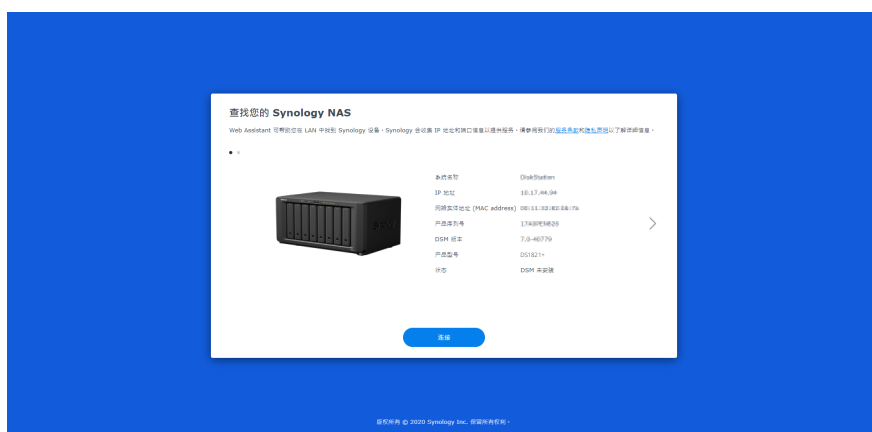 查找您的 Synology NAS
Web Assistant 可帮助您在 LAN 中找到 Synology 设备。Synology 会收集 IP 地址和端口信息以提供服务。请参阅我们的服务条款和隐私声明以了解详细信息。
系统名称 DiskStation
IP 地址
网络实体地址 (MAC address)
产品序列号
DSM 版本 7.0-40779
产品型号 DS1821+
状态 DSM 未安装
连接
版权所有 © 2020 Synology Inc. 保留所有权利。